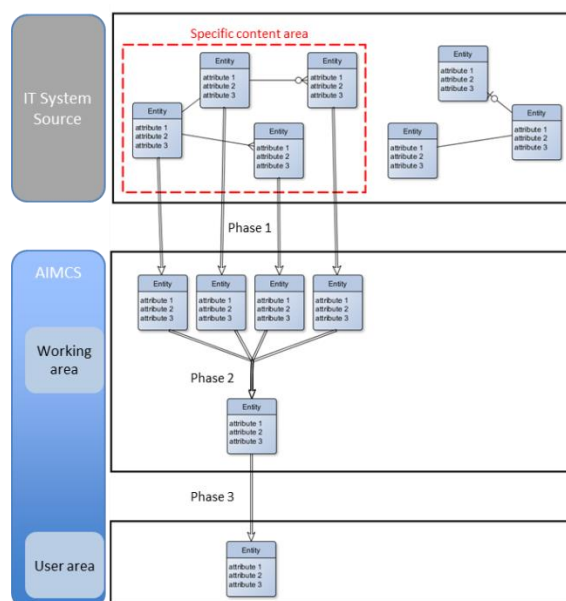 Specific content area
IT System
Source
Entity
attribute 1
attribute 2
attribute 3
Entity
attribute 1
attribute 2
attribute 3
Entity
attribute 1
attribute 2
attribute 3
Entity
attribute 1
attribute 2
attribute 3
Entity
attribute 1
attribute 2
attribute 3
Entity
attribute 1
attribute 2
attribute 3
Entity
attribute 1
attribute 2
attribute 3
Phase 1
AIMCS
Entity
attribute 1
attribute 2
attribute 3
Entity
attribute 1
attribute 2
attribute 3
Entity
attribute 1
attribute 2
attribute 3
Entity
attribute 1
attribute 2
attribute 3
Working
area
Phase 2
Entity
attribute 1
attribute 2
attribute 3
Phase 3
User area
Entity
attribute 1
attribute 2
attribute 3